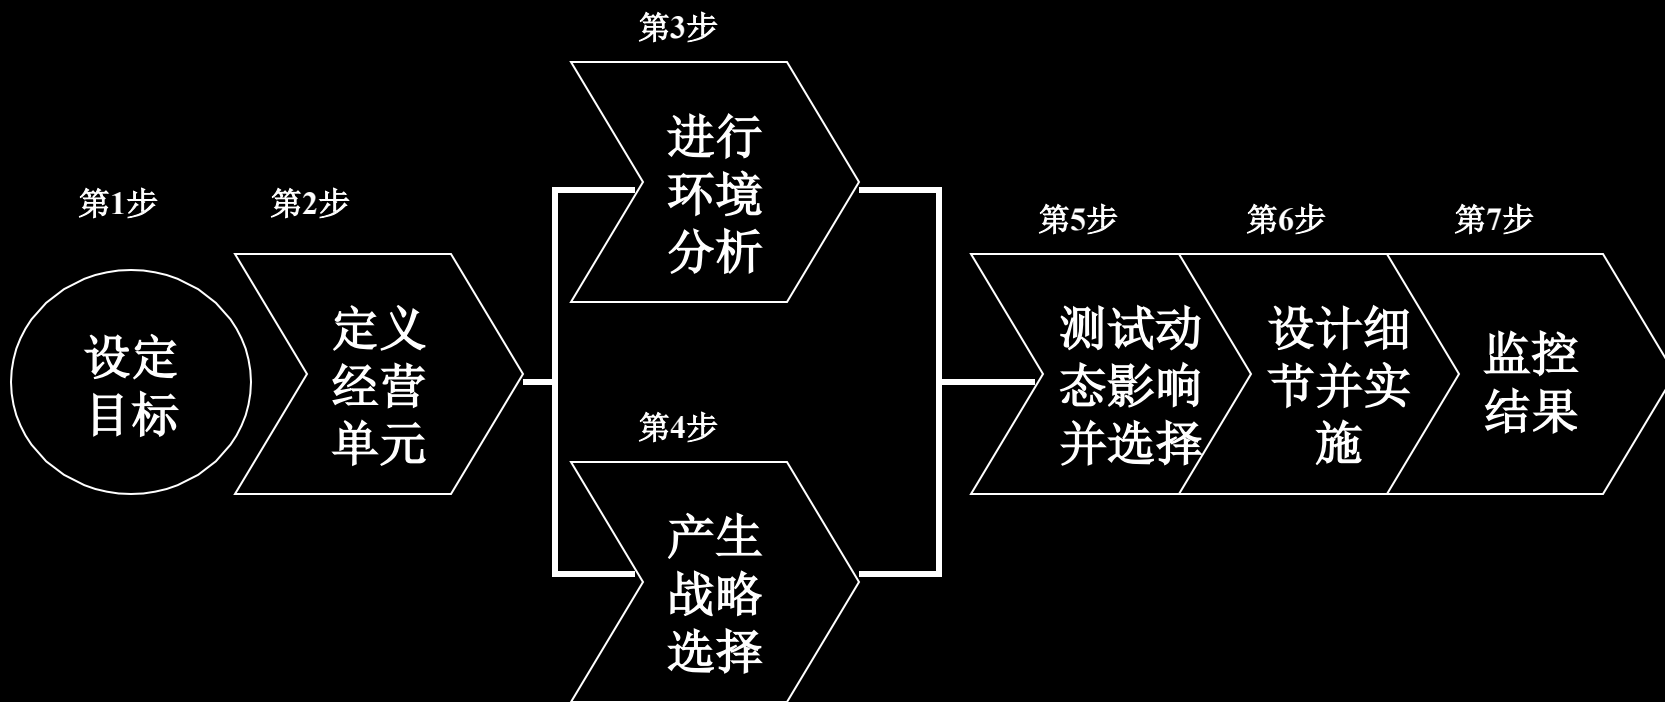 第1步
设定
目标
第2步
定义
经营
单元
第3步
进行
环境
分析
第4步
产生
战略
选择
第5步
测试动
态影响
并选择
第6步
设计细
节并实
施
第7步
监控
结果